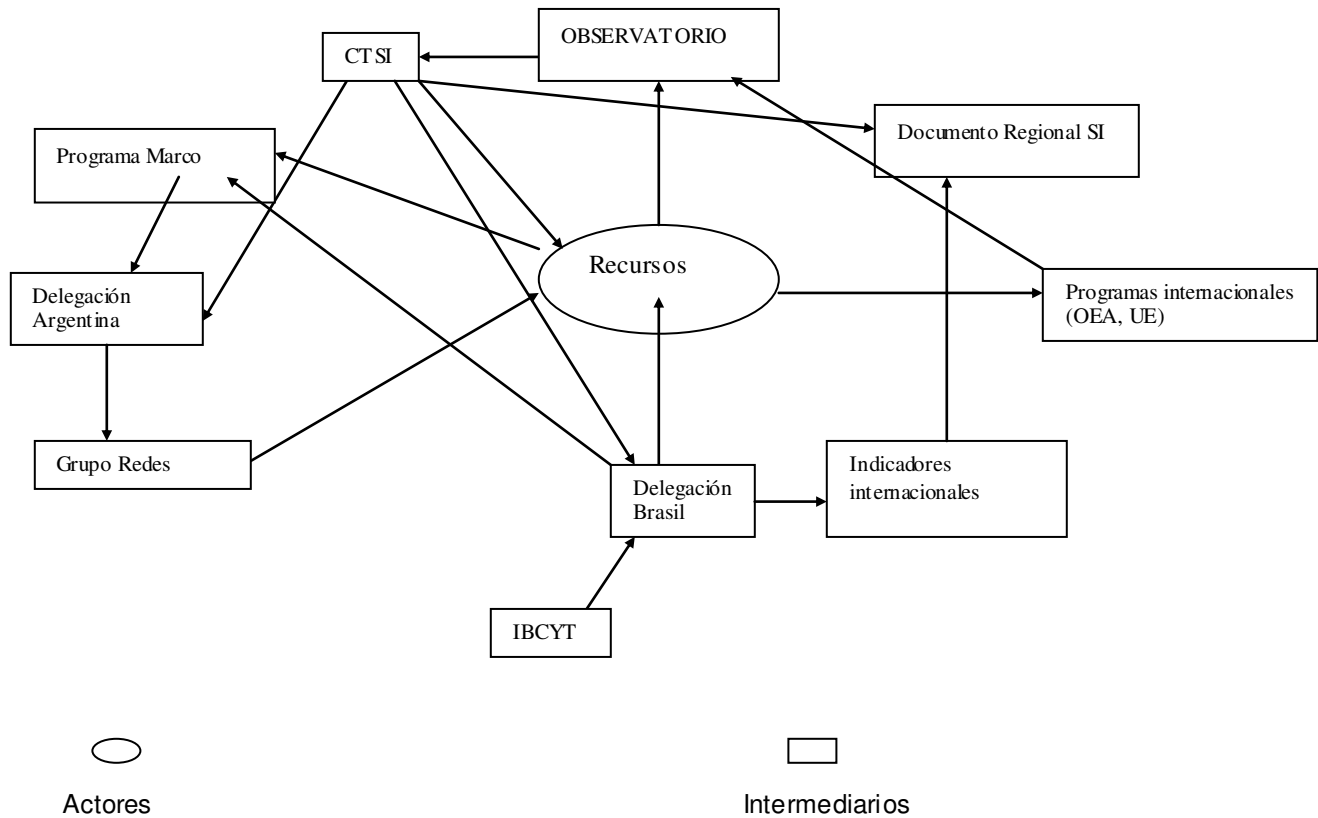 OBSERVATORIO
CTSI
Documento Regional SI
Programa Marco
Recursos
Delegación
Argentina
Programas internacionales
(OEA, UE)
Grupo Redes
Indicadores
internacionales
Delegación
Brasil
IBCYT
Actores
Intermediarios